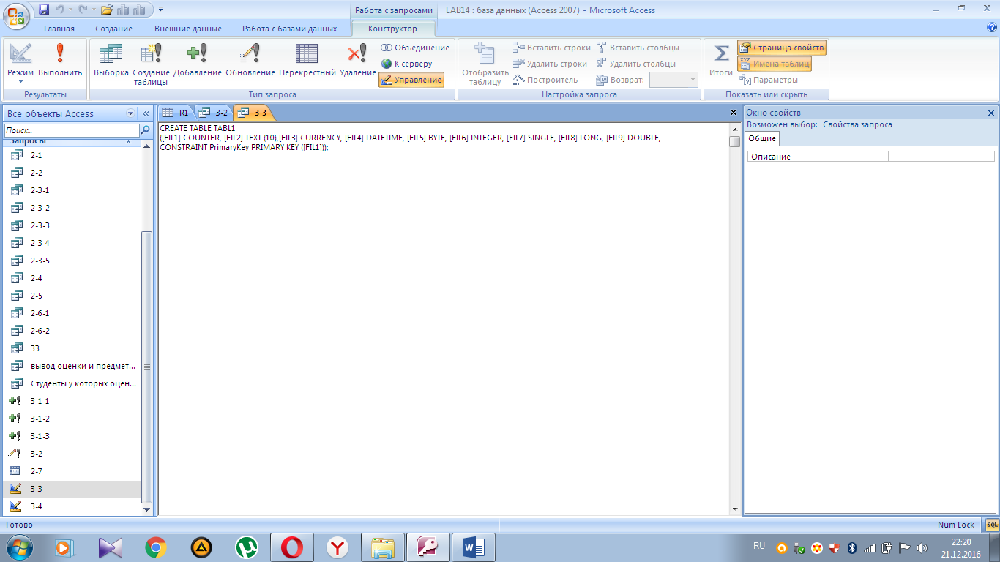 Работа с запросами
LAB14 : база данных (Access 2007) - Microsoft Access
Главная
Создание
Внешние данные
Работа с базами данных
Конструктор
Режим
Выполнить
Результаты
Выборка
Создание таблицы
Добавление
Обновление
Перекрестный
Удаление
Объединение
К серверу
Управление
Тип запроса
Отобразить таблицу
Вставить строки
Удалить строки
Построитель
Вставить столбцы
Удалить столбцы
Возврат:
Настройка запроса
Итоги
Страница свойств
Имена таблиц
Параметры
Показать или скрыть
Все объекты Access
Поиск...
Запросы
2-1
2-2
2-3-1
2-3-2
2-3-3
2-3-4
2-3-5
2-4
2-5
2-6-1
2-6-2
33
вывод оценки и предмет...
Студенты у которых оцен...
3-1-1
3-1-2
3-1-3
3-2
2-7
3-3
3-4
R1
3-2
3-3
CREATE TABLE TABL1
([FIL1] COUNTER, [FIL2] TEXT (10),[FIL3] CURRENCY, [FIL4] DATETIME, [FIL5] BYTE, [FIL6] INTEGER, [FIL7] SINGLE, [FIL8] LONG, [FIL9] DOUBLE,
CONSTRAINT PrimaryKey PRIMARY KEY ([FIL1]));
Окно свойств
Возможен выбор: Свойства запроса
Общие
Описание
Готово
Num Lock
SQL
RU
22:20
21.12.2016